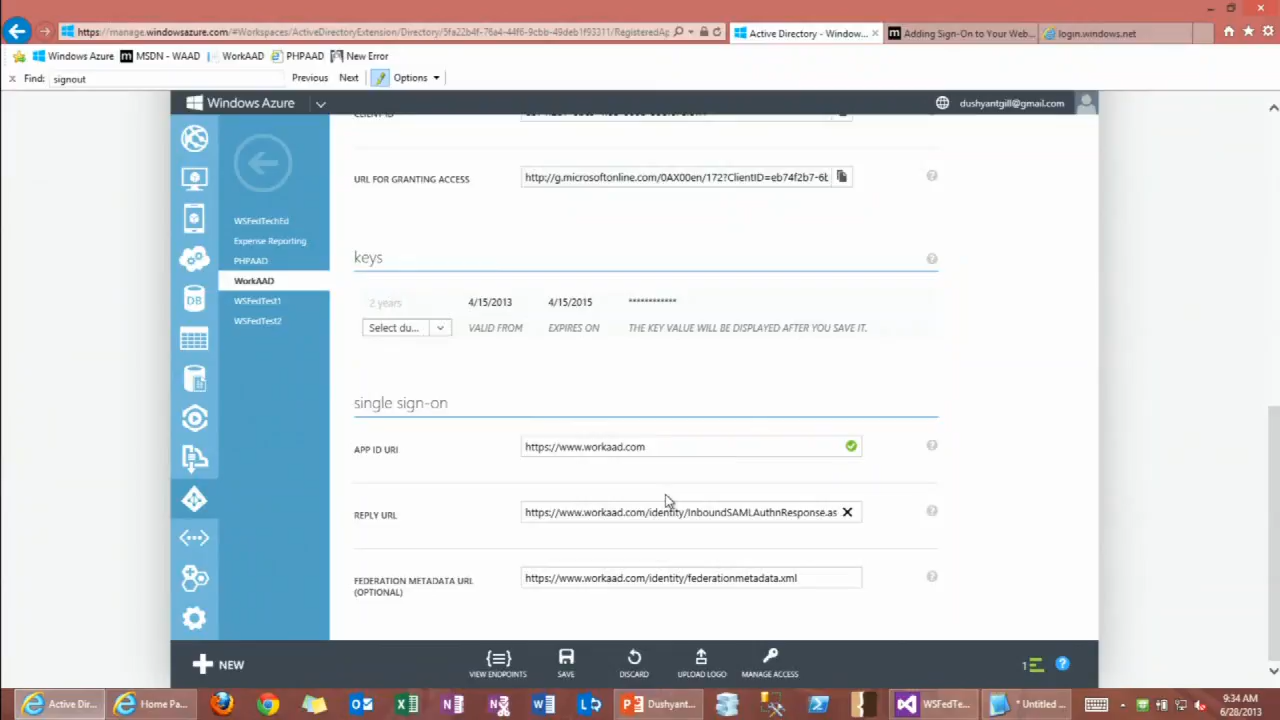 https://manage.windowsazure.com/#Workspaces/ActiveDirectoryExtension/Directory/5fa22b4f-76a4-44f6-9cbb-49deb1f93311/RegisteredAp
Active Directory - Window...
Adding Sign-On to Your Web...
login.windows.net
Windows Azure
MSDN - WAAD
WorkAAD
PHPAAD
New Error
Find: signout
Previous
Next
Options
Windows Azure
dushyantgill@gmail.com
CLIENT ID
URL FOR GRANTING ACCESS
http://g.microsoftonline.com/0AX00en/172?ClientID=eb74f2b7-6b
WSFedTechEd
Expense Reporting
PHPAAD
WorkAAD
WSFedTest1
WSFedTest2
keys
2 years
4/15/2013
4/15/2015
************
Select du...
VALID FROM
EXPIRES ON
THE KEY VALUE WILL BE DISPLAYED AFTER YOU SAVE IT.
DB
single sign-on
APP ID URI
https://www.workaad.com
REPLY URL
https://www.workaad.com/identity/InboundSAMLAuthnResponse.as
FEDERATION METADATA URL
(OPTIONAL)
https://www.workaad.com/identity/federationmetadata.xml
NEW
VIEW ENDPOINTS
SAVE
DISCARD
UPLOAD LOGO
MANAGE ACCESS
1
Active Dir...
Home Pa...
Dushyant...
WSFedTe...
* Untitled ...
9:34 AM
6/28/2013